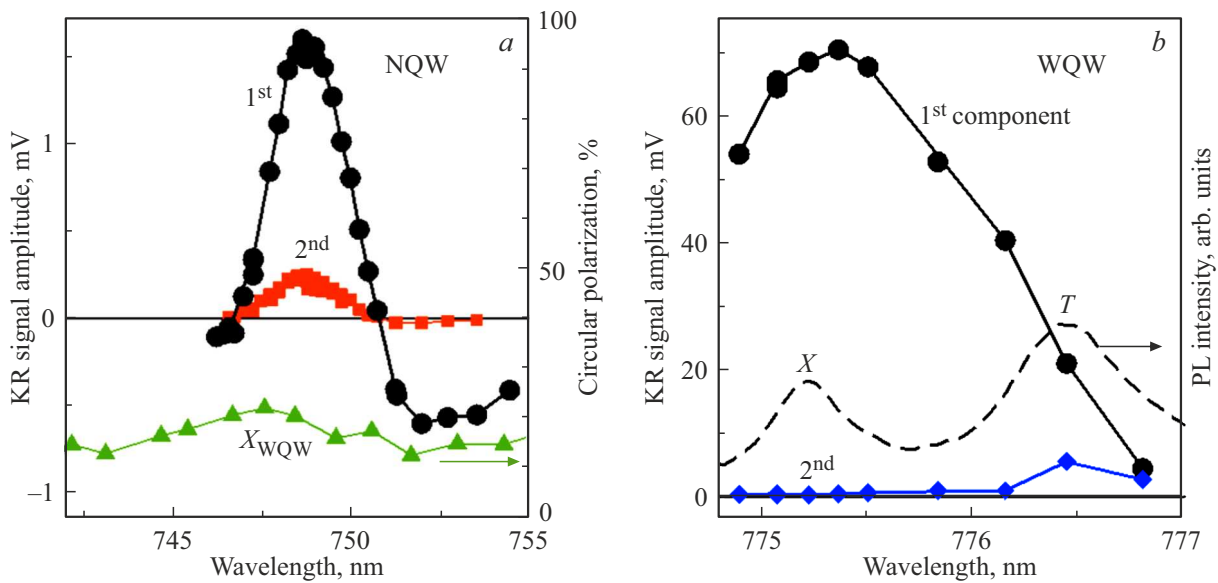 a
NQW
1st
2nd
XWQW
KR signal amplitude, mV
1
0
–1
745
750
755
Wavelength, nm
100
50
0
Circular polarization, %
b
WQW
1st component
X
T
2nd
KR signal amplitude, mV
60
40
20
0
775
776
777
Wavelength, nm
PL intensity, arb. units